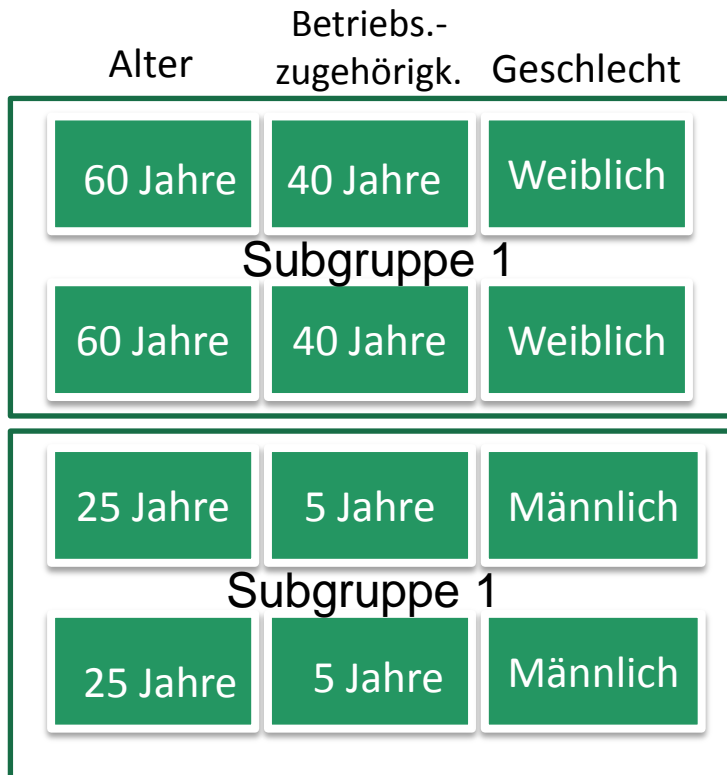 Alter
Betriebs.-
zugehörigk.
Geschlecht
60 Jahre 40 Jahre Weiblich
Subgruppe 1
60 Jahre 40 Jahre Weiblich
25 Jahre 5 Jahre Männlich
Subgruppe 1
25 Jahre 5 Jahre Männlich